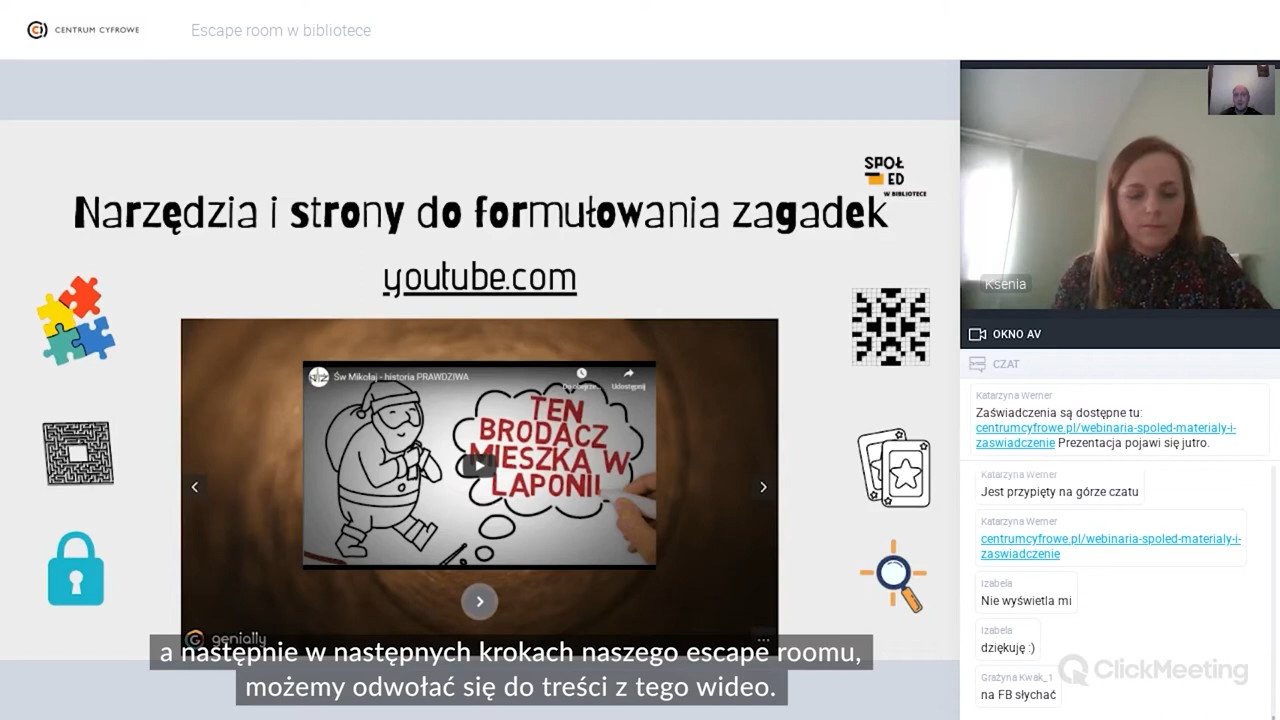 CENTRUM CYFROWE
Escape room w bibliotece
SPOŁ
ED
W BIBLIOTECE
Narzędzia i strony do formułowania zagadek
youtube.com
Św Mikołaj - historia PRAWDZIWA
Do obejrze...
Udostępnij
TEN
BRODACZ
MIESZKA W
LAPONII
genially
a następnie w następnych krokach naszego escape roomu,
możemy odwołać się do treści z tego wideo.
Ksenia
OKNO AV
CZAT
Katarzyna Werner
Zaświadczenia są dostępne tu:
centrumcyfrowe.pl/webinaria-spoled-materialy-i-
zaswiadczenie Prezentacja pojawi się jutro.
Katarzyna Werner
Jest przypięty na górze czatu
Katarzyna Werner
centrumcyfrowe.pl/webinaria-spoled-materialy-i-
zaswiadczenie
Izabela
Nie wyświetla mi
Izabela
dziękuję :)
Grażyna Kwak_1
na FB słychać
ClickMeeting